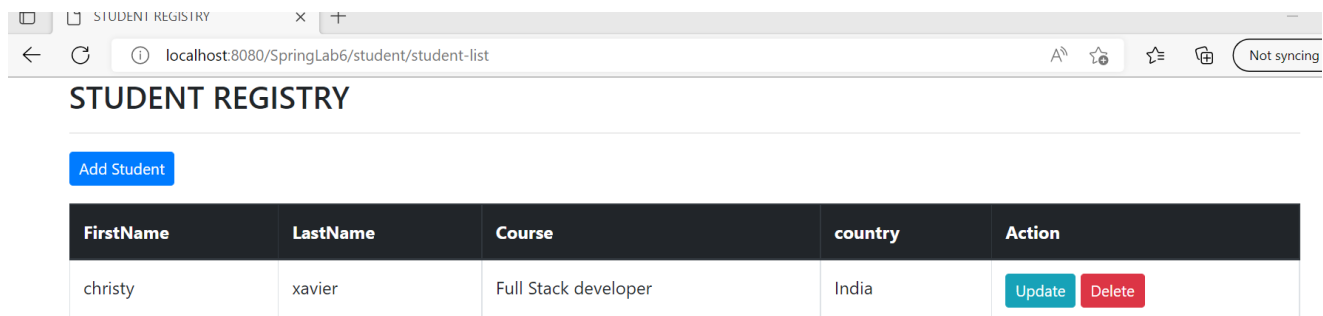 STUDENT REGISTRY
localhost:8080/SpringLab6/student/student-list
Not syncing
STUDENT REGISTRY
Add Student
FirstName LastName Course country Action
christy xavier Full Stack developer India Update Delete